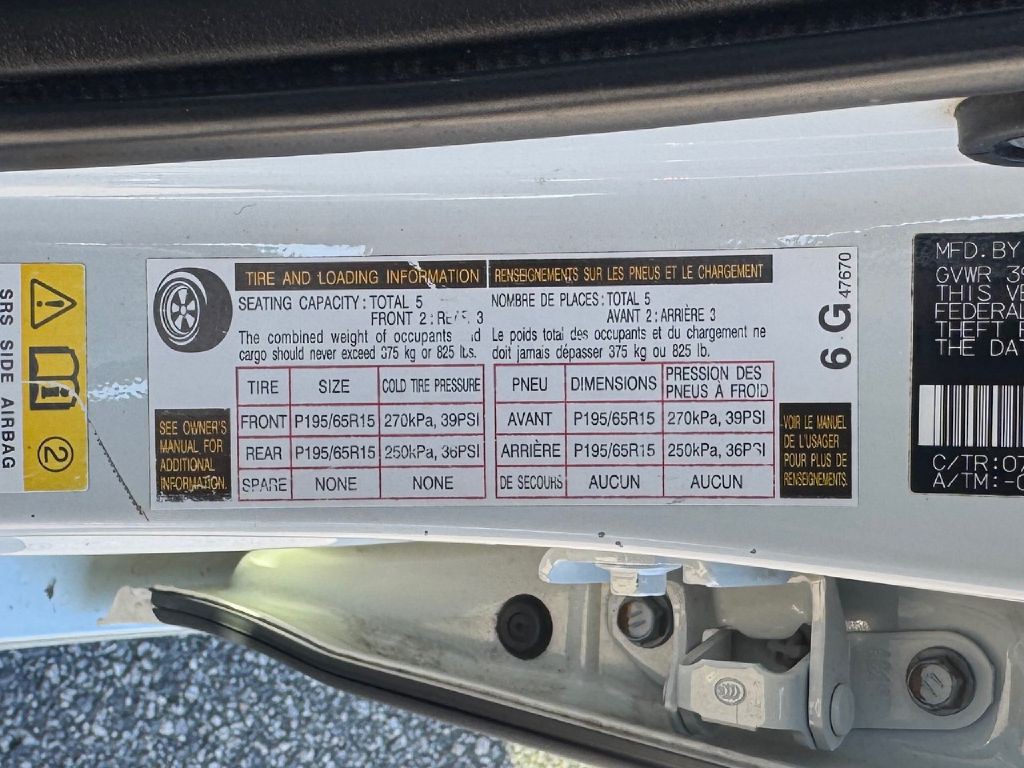 SRS SIDE AIRBAG
2
TIRE AND LOADING INFORMATION
SEATING CAPACITY : TOTAL 5
FRONT 2 : REAR 3
The combined weight of occupants and
cargo should never exceed 375 kg or 825 lbs.
TIRE SIZE COLD TIRE PRESSURE
FRONT P195/65R15 270kPa, 39PSI
REAR P195/65R15 250kPa, 36PSI
SPARE NONE NONE
SEE OWNER'S
MANUAL FOR
ADDITIONAL
INFORMATION.
RENSEIGNEMENTS SUR LES PNEUS ET LE CHARGEMENT
NOMBRE DE PLACES : TOTAL 5
AVANT 2 : ARRIÈRE 3
Le poids total des occupants et du chargement ne
doit jamais dépasser 375 kg ou 825 lb.
PNEU DIMENSIONS PRESSION DES
PNEUS À FROID
AVANT P195/65R15 270kPa, 39PSI
ARRIÈRE P195/65R15 250kPa, 36PSI
DE SECOURS AUCUN AUCUN
VOIR LE MANUEL
DE L'USAGER
POUR PLUS DE
RENSEIGNEMENTS.
6 G 47670
MFD.BY
GVWR
THIS
FEDERAL
THEFT
THE
C/TR:
A/TM: